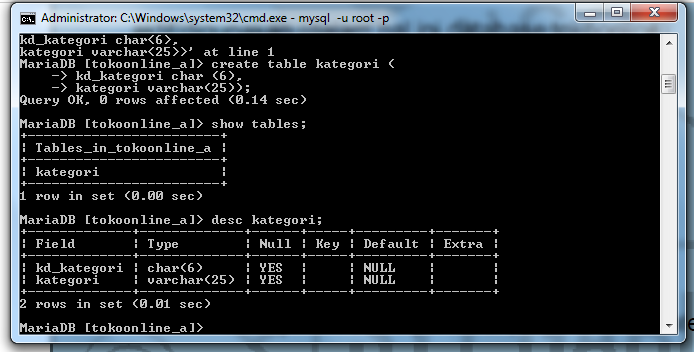 Administrator: C:\Windows\system32\cmd.exe - mysql -u root -p
kd_kategori char(6),
kategori varchar(25)>' at line 1
MariaDB [tokoonline_a]> create table kategori (
    -> kd_kategori char (6),
    -> kategori varchar(25));
Query OK, 0 rows affected (0.14 sec)

MariaDB [tokoonline_a]> show tables;
+------------------------+
| Tables_in_tokoonline_a |
+------------------------+
| kategori               |
+------------------------+
1 row in set (0.00 sec)

MariaDB [tokoonline_a]> desc kategori;
+-------------+-------------+------+-----+---------+-------+
| Field       | Type        | Null | Key | Default | Extra |
+-------------+-------------+------+-----+---------+-------+
| kd_kategori | char(6)     | YES  |     | NULL    |       |
| kategori    | varchar(25) | YES  |     | NULL    |       |
+-------------+-------------+------+-----+---------+-------+
2 rows in set (0.01 sec)

MariaDB [tokoonline_a]>